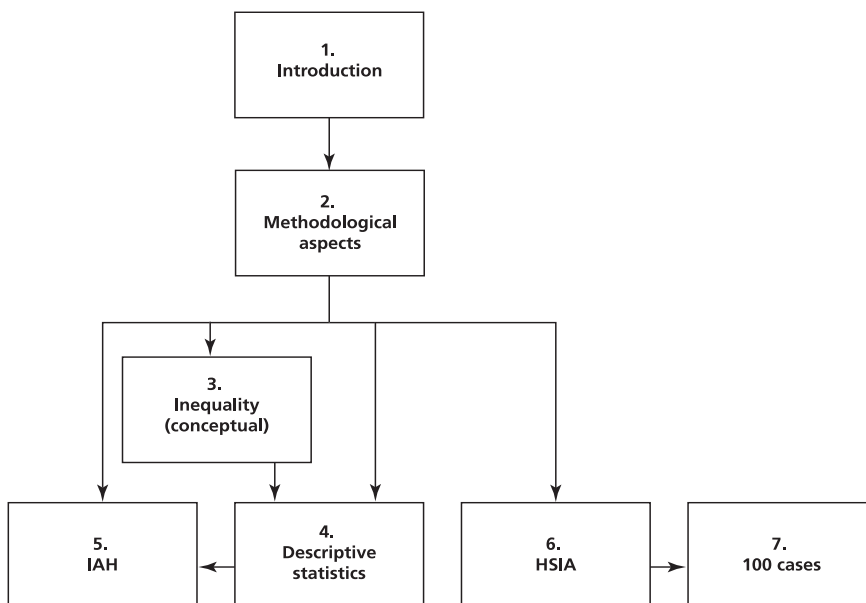 1.
Introduction
2.
Methodological
aspects
3.
Inequality
(conceptual)
5.
IAH
4.
Descriptive
statistics
6.
HSIA
7.
100 cases